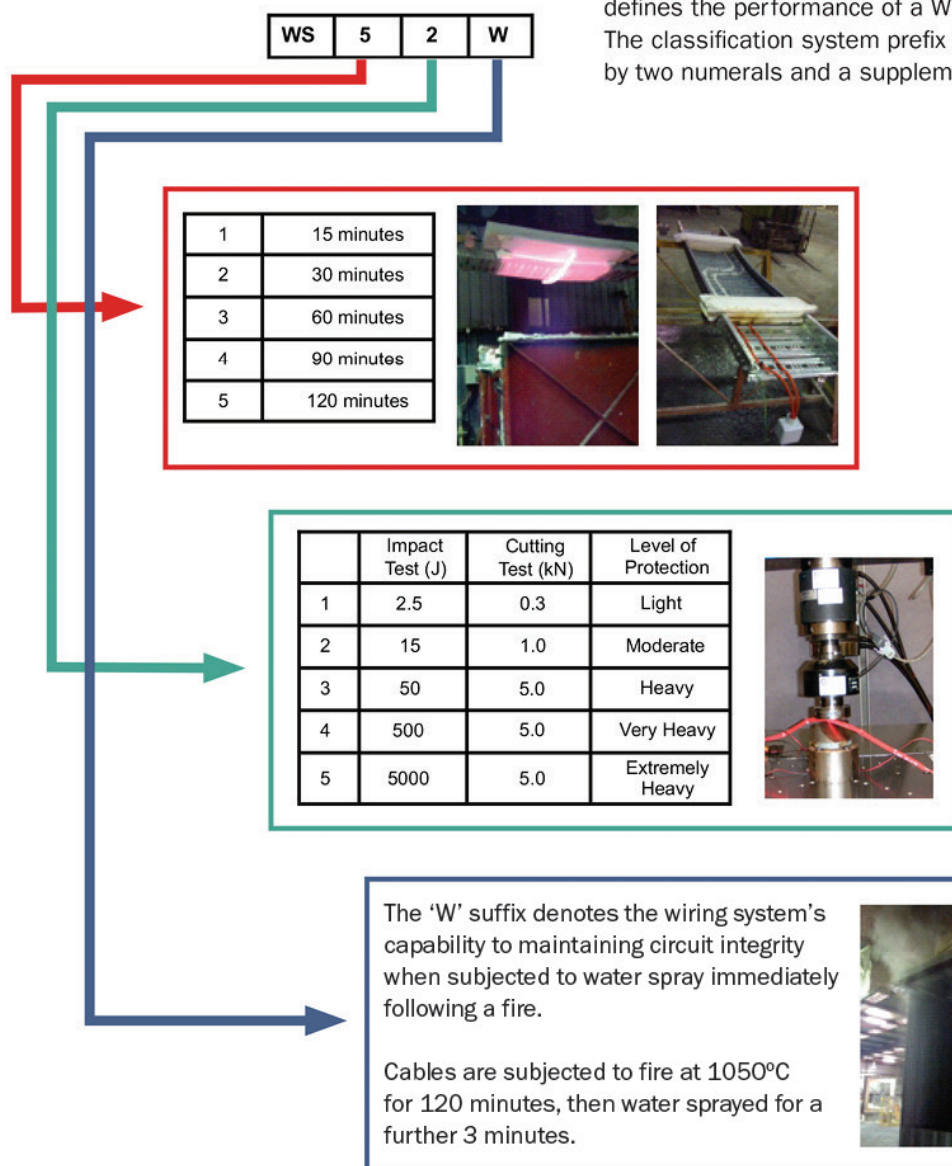 defines the performance of a W
The classification system prefix
by two numerals and a supplem
WS 5 2 W
1 15 minutes
2 30 minutes
3 60 minutes
4 90 minutes
5 120 minutes
Impact Test (J) Cutting Test (kN) Level of Protection
1 2.5 0.3 Light
2 15 1.0 Moderate
3 50 5.0 Heavy
4 500 5.0 Very Heavy
5 5000 5.0 Extremely Heavy
The ‘W’ suffix denotes the wiring system’s
capability to maintaining circuit integrity
when subjected to water spray immediately
following a fire.
Cables are subjected to fire at 1050ºC
for 120 minutes, then water sprayed for a
further 3 minutes.